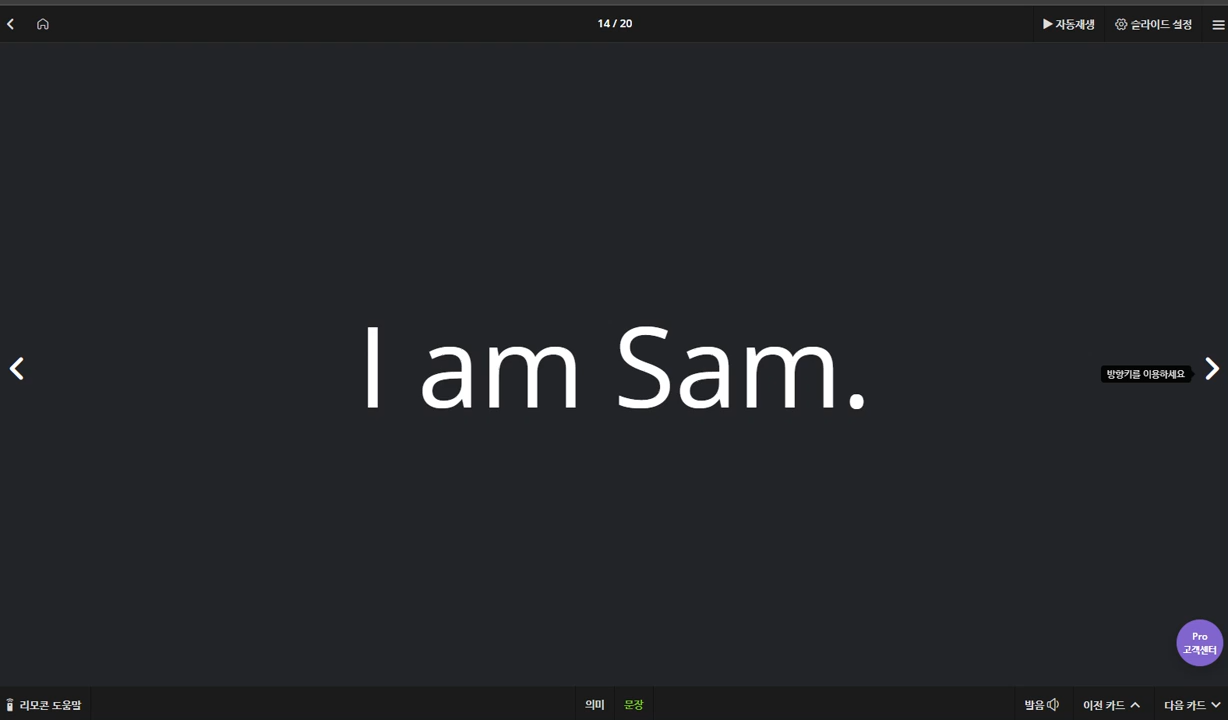 14 / 20
자동재생
슬라이드 설정
I am Sam.
방향키를 이용하세요
Pro
고객센터
리모콘 도움말
의미
문장
발음
이전 카드
다음 카드